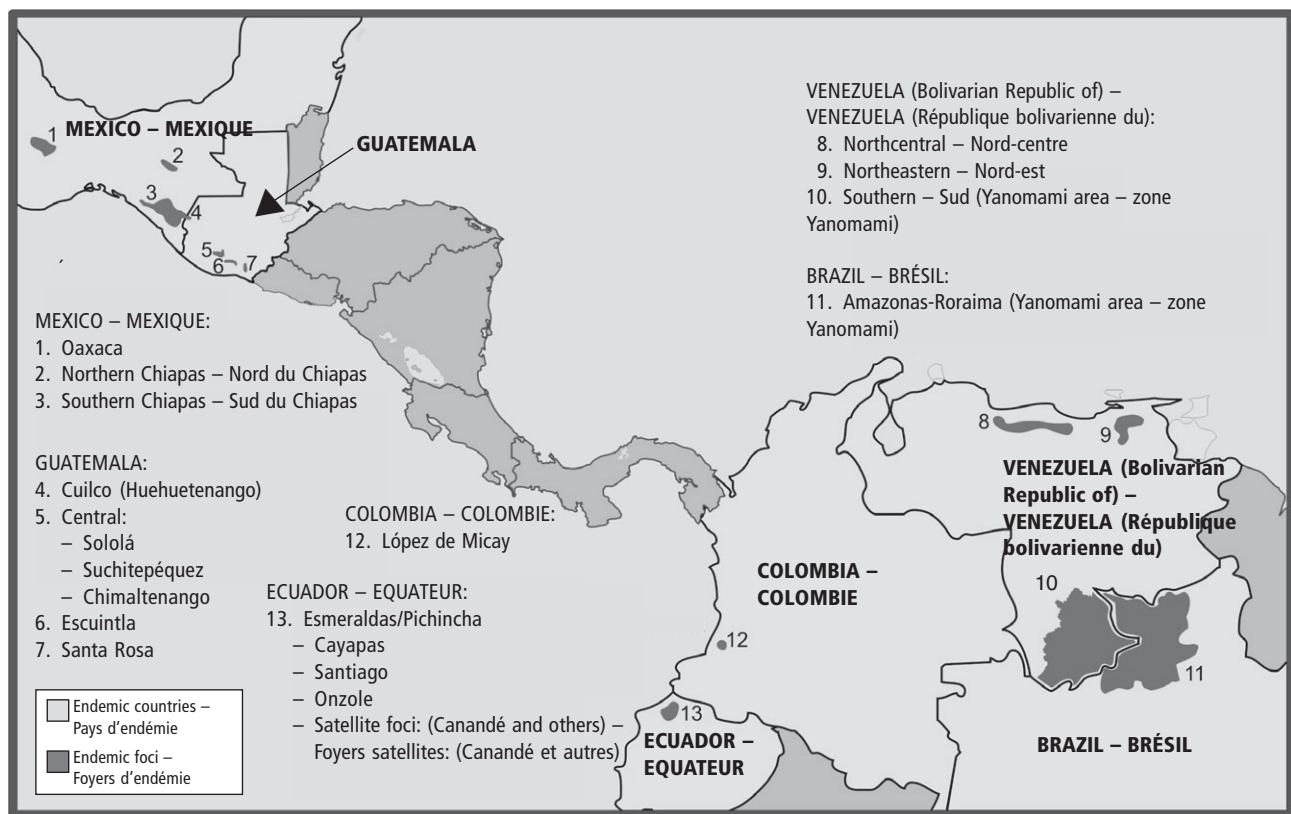 1
MEXICO – MEXIQUE
2
GUATEMALA
3
4
5
6
7
VENEZUELA (Bolivarian Republic of) –
VENEZUELA (République bolivarienne du):
8. Northcentral – Nord-centre
9. Northeastern – Nord-est
10. Southern – Sud (Yanomami area – zone
Yanomami)
BRAZIL – BRÉSIL:
11. Amazonas-Roraima (Yanomami area – zone
Yanomami)
MEXICO – MEXIQUE:
1. Oaxaca
2. Northern Chiapas – Nord du Chiapas
3. Southern Chiapas – Sud du Chiapas
GUATEMALA:
4. Cuilco (Huehuetenango)
5. Central:
– Sololá
– Suchitepéquez
– Chimaltenango
6. Escuintla
7. Santa Rosa
COLOMBIA – COLOMBIE:
12. López de Micay
ECUADOR – EQUATEUR:
13. Esmeraldas/Pichincha
– Cayapas
– Santiago
– Onzole
– Satellite foci: (Canandé and others) –
Foyers satellites: (Canandé et autres)
8
9
VENEZUELA (Bolivarian
Republic of) –
VENEZUELA (République
bolivarienne du)
COLOMBIA –
COLOMBIE
10
11
12
13
ECUADOR –
EQUATEUR
BRAZIL – BRÉSIL
Endemic countries –
Pays d'endémie
Endemic foci –
Foyers d'endémie